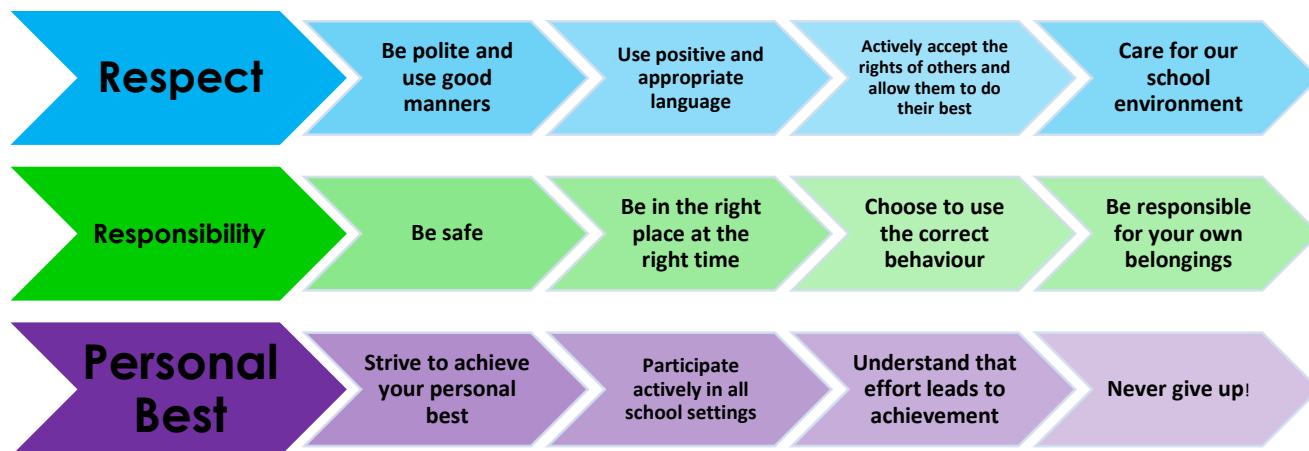 Respect
Be polite and
use good
manners
Use positive and
appropriate
language
Actively accept the
rights of others and
allow them to do
their best
Care for our
school
environment
Responsibility
Be safe
Be in the right
place at the
right time
Choose to use
the correct
behaviour
Be responsible
for your own
belongings
Personal
Best
Strive to achieve
your personal
best
Participate
actively in all
school settings
Understand that
effort leads to
achievement
Never give up!